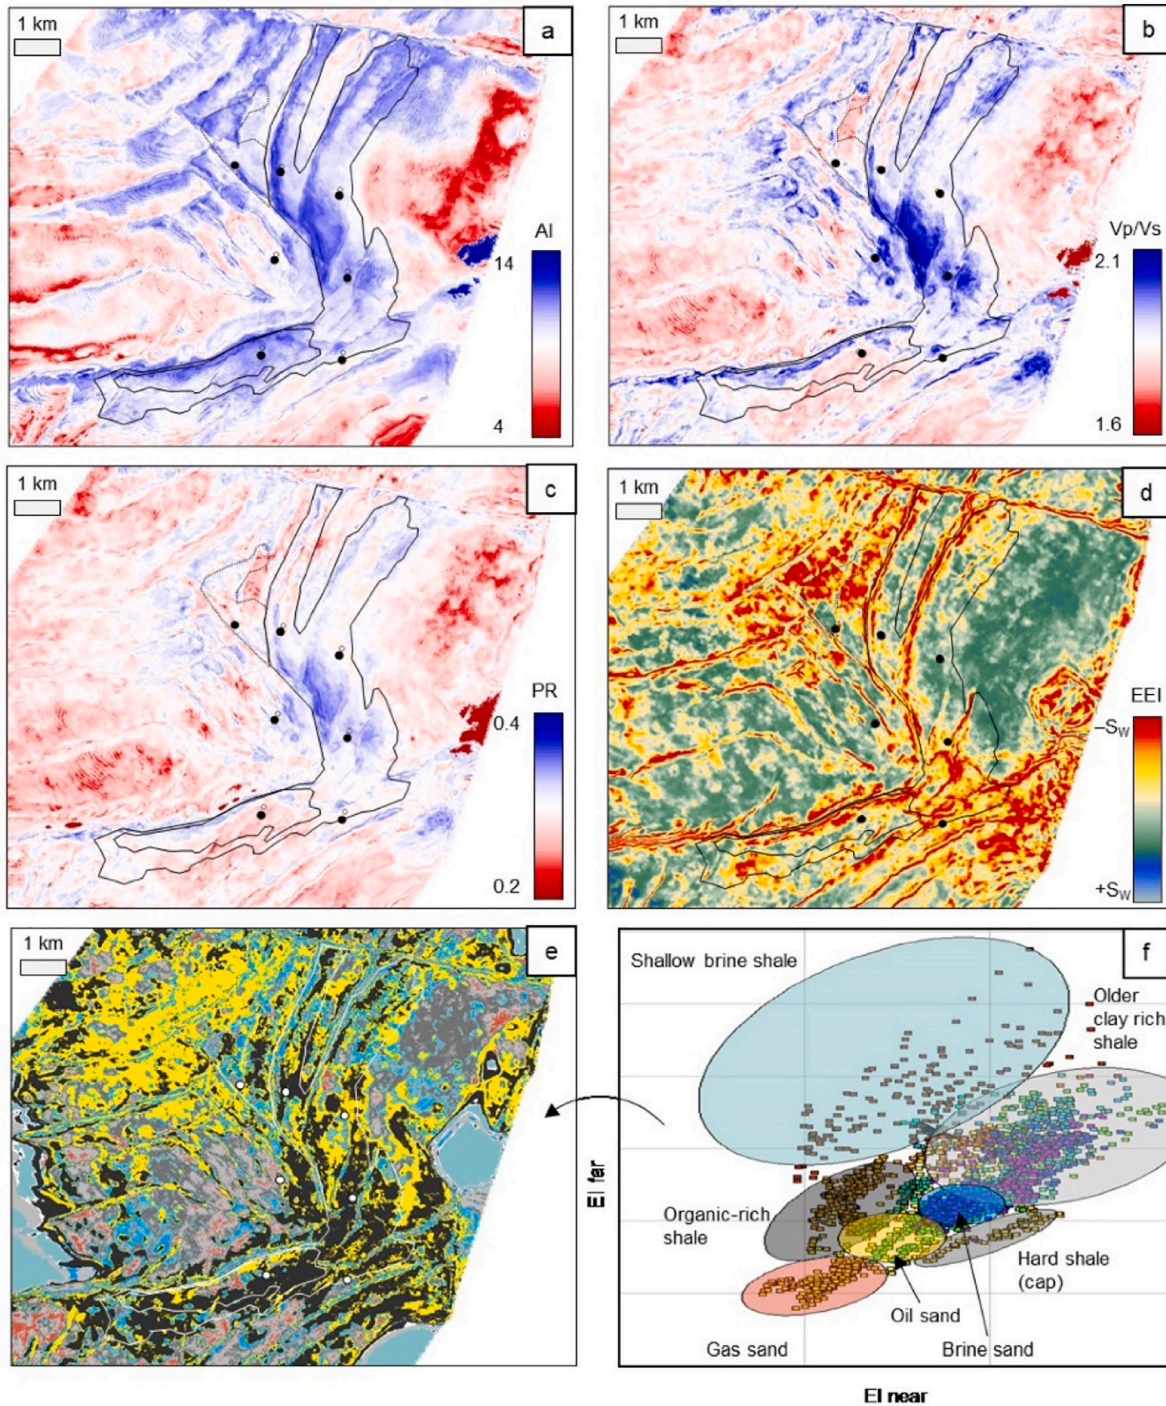 1 km
a
AI
14
4
1 km
b
Vp/Vs
2.1
1.6
1 km
c
PR
0.4
0.2
1 km
d
EEI
–Sw
+Sw
1 km
e
f
Shallow brine shale
Older
clay rich
shale
Organic-rich
shale
Hard shale
(cap)
Oil sand
Gas sand
Brine sand
EI far
EI near